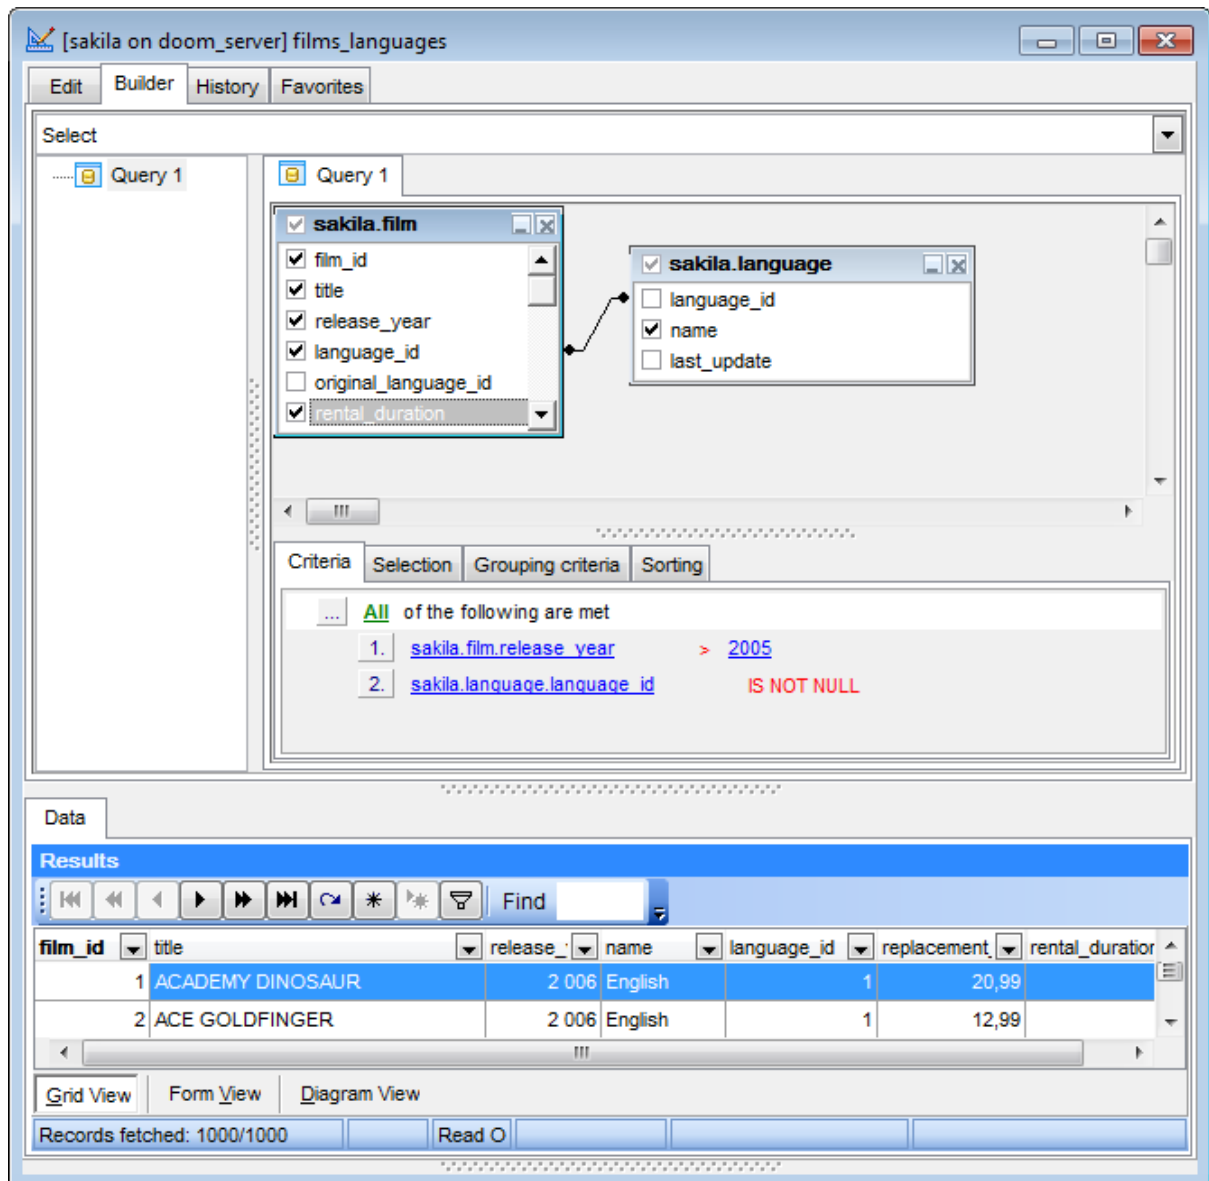 [sakila on doom_server] films_languages
Edit Builder History Favorites
Select
Query 1
Query 1
sakila.film
film_id
title
release_year
language_id
original_language_id
rental_duration
sakila.language
language_id
name
last_update
Criteria Selection Grouping criteria Sorting
... All of the following are met
1. sakila.film.release_year > 2005
2. sakila.language.language_id IS NOT NULL
Data
Results
Find
film_id title release_ name language_id replacement_ rental_duration
1 ACADEMY DINOSAUR 2 006 English 1 20,99
2 ACE GOLDFINGER 2 006 English 1 12,99
Grid View Form View Diagram View
Records fetched: 1000/1000 Read O